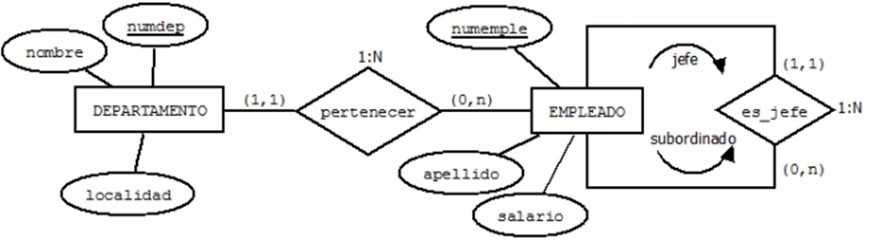 numdep
nombre
DEPARTAMENTO
localidad
(1,1)
1:N
pertenecer
(0,n)
numemple
EMPLEADO
apellido
salario
jefe
(1,1)
es_jefe
1:N
subordinado
(0,n)